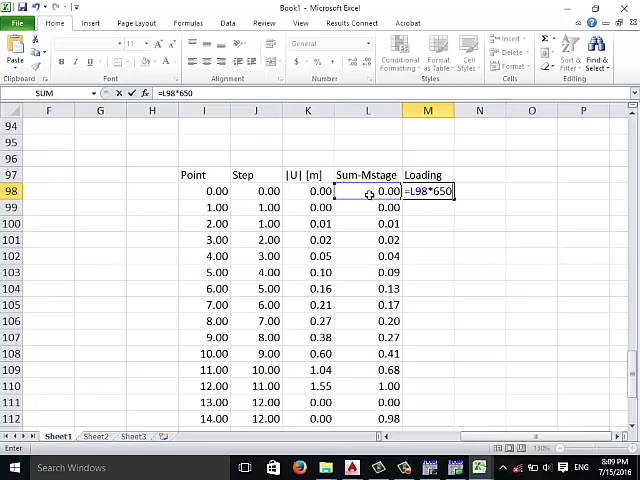 Book1 - Microsoft Excel
File Home Insert Page Layout Formulas Data Review View Results Connect Acrobat
Paste General Conditional Formatting Format as Table Cell Styles Insert Delete Format Sort & Filter Find & Select
Clipboard Font Alignment Number Styles Cells Editing
SUM =L98*650
F G H I J K L M N O P
94
95
96
97 Point Step |U| [m] Sum-Mstage Loading
98 0.00 0.00 0.00 0.00 =L98*650
99 1.00 1.00 0.00 0.00
100 2.00 1.00 0.01 0.01
101 3.00 2.00 0.02 0.02
102 4.00 3.00 0.05 0.04
103 5.00 4.00 0.10 0.09
104 6.00 5.00 0.16 0.13
105 7.00 6.00 0.21 0.17
106 8.00 7.00 0.27 0.20
107 9.00 8.00 0.38 0.27
108 10.00 9.00 0.60 0.41
109 11.00 10.00 1.04 0.68
110 12.00 11.00 1.55 1.00
111 13.00 12.00 0.00 0.00
112 14.00 12.00 0.00 0.98
Sheet1 Sheet2 Sheet3
130%
Search Windows ENG 8:09 PM
7/15/2016